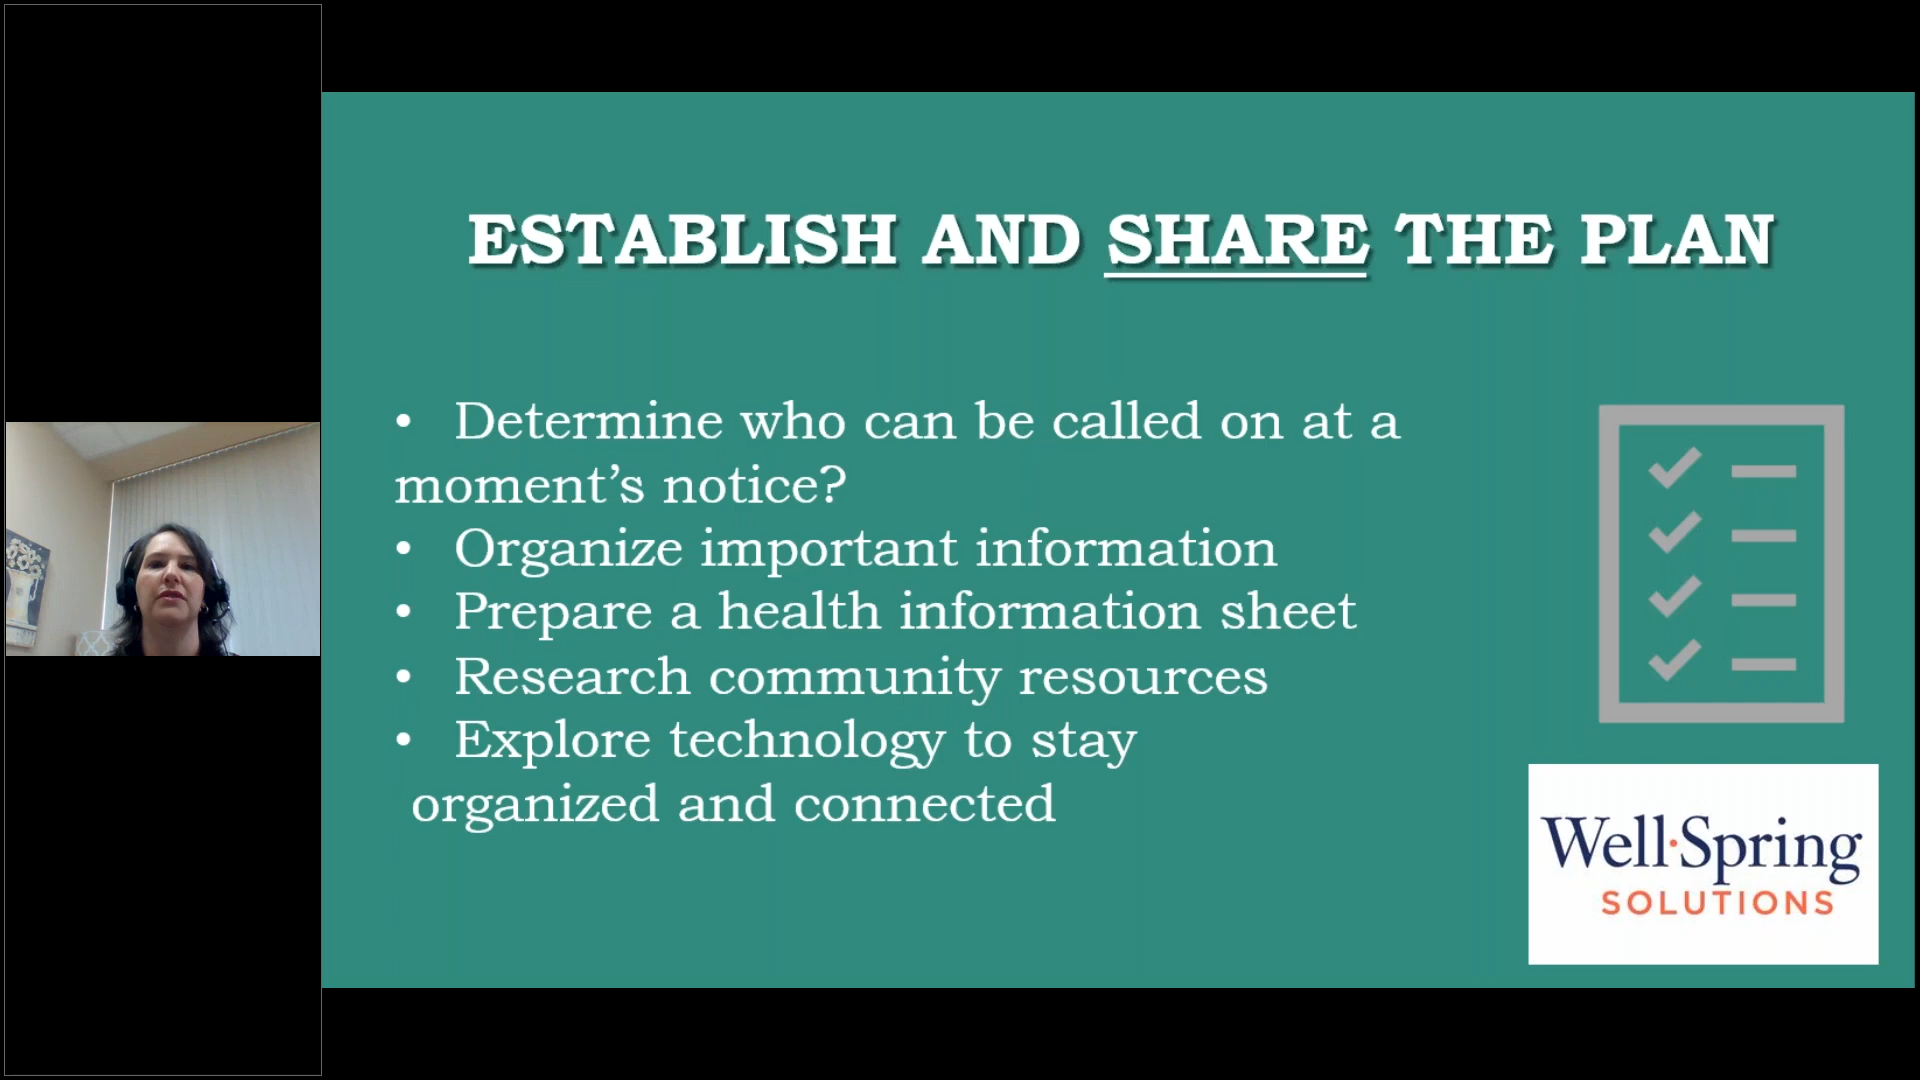 ESTABLISH AND SHARE THE PLAN
• Determine who can be called on at a
moment’s notice?
• Organize important information
• Prepare a health information sheet
• Research community resources
• Explore technology to stay
organized and connected
Well·Spring
SOLUTIONS